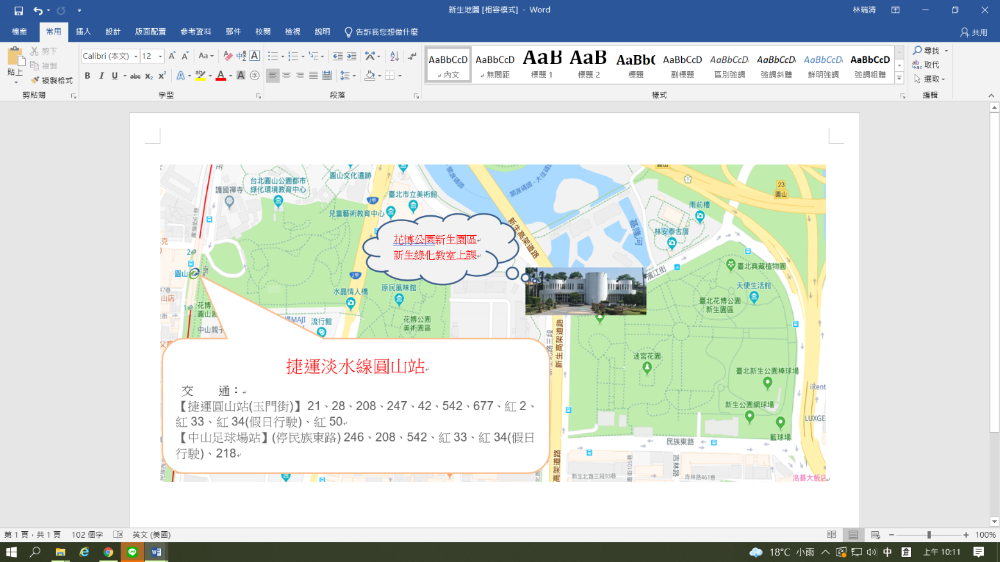 新生地圖 [相容模式] - Word
林瑞清
檔案
常用
插入
設計
版面配置
參考資料
郵件
校閱
檢視
說明
告訴我您想做什麼
共用
貼上
剪下
複製
複製格式
剪貼簿
Calibri (本文)
12
字型
段落
AaBbCcD
內文
AaBbCcD
無間距
AaB
標題 1
AaB
標題 2
AaBbC
標題
AaBbCcD
副標題
AaBbCcD
區別強調
AaBbCcD
強調斜體
AaBbCcD
鮮明強調
AaBbCcD
強調粗體
樣式
尋找
取代
選取
編輯
台北圓山公園都市
綠化環境教育中心
護國禪寺
圓山文化遺跡
臺北市立美術館
兒童藝術教育中心
2甲
花博公園新生園區
新生綠化教室上課
新生高架道路
基隆河
雨前樓
林安泰古厝
23
圓山
1
濱江街
臺北典藏植物園
天使生活館
臺北花博公園
新生園區
圓山
2甲
水晶情人橋
原民風味館
花博公園
美術園區
流行館
迷宮花園
臺北新生公園棒球場
新生公園網球場
籃球場
iRent
民族東路
新生高架道路
新生北路三段93巷
吉林路
吉林路461巷
洛碁大飯店
捷運淡水線圓山站
交　　通：
【捷運圓山站(玉門街)】21、28、208、247、42、542、677、紅 2、
紅 33、紅 34(假日行駛)、紅 50
【中山足球場站】(停民族東路) 246、208、542、紅 33、紅 34(假日
行駛)、218
第 1 頁，共 1 頁
102 個字
英文 (美國)
100%
18°C 小雨
中
倉
上午 10:11